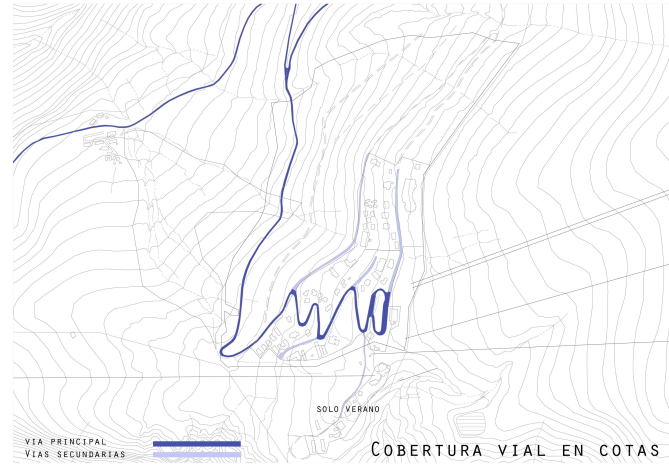 SOLO VERANO
VIA PRINCIPAL
VIAS SECUNDARIAS
COBERTURA VIAL EN COTAS